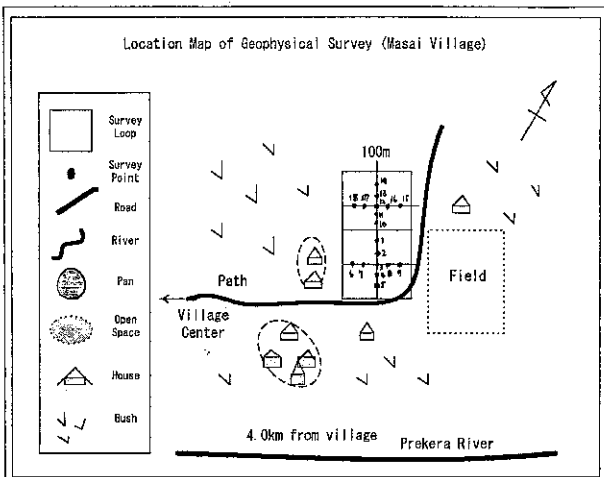 Location Map of Geophysical Survey (Masai Village)
Survey
Loop
Survey
Point
Road
River
Pan
Open
Space
House
Bush
100m
Path
Village
Center
Field
4.0km from village
Prekera River